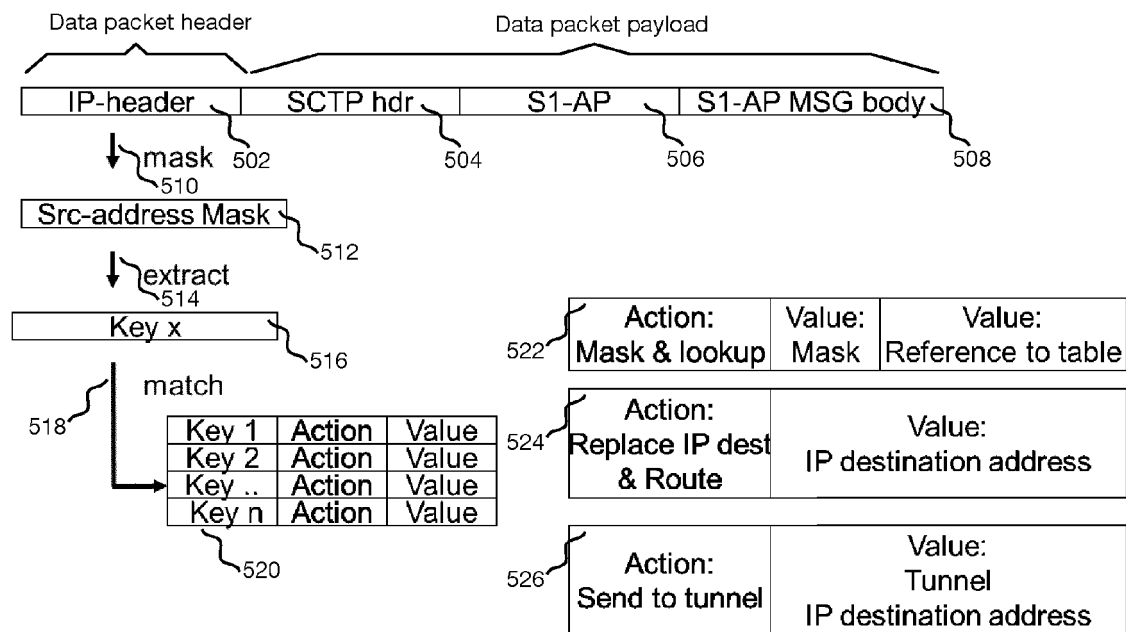 Data packet header Data packet payload
IP-header SCTP hdr S1-AP S1-AP MSG body
502 504 506 508
mask
510
Src-address Mask
512
extract
514
Key x
516
match
518
Key 1 Action Value
Key 2 Action Value
Key .. Action Value
Key n Action Value
520
522
Action: Value: Value:
Mask & lookup Mask Reference to table
524
Action: Value:
Replace IP dest IP destination address
& Route
526
Action: Value:
Send to tunnel Tunnel
IP destination address